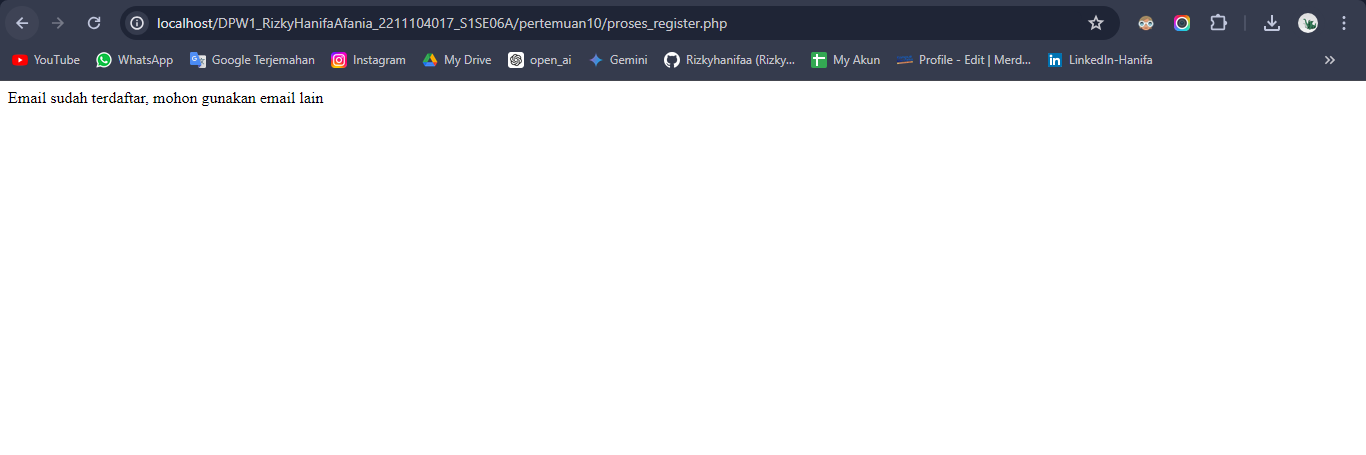 localhost/DPW1_RizkyHanifaAfania_2211104017_S1SE06A/pertemuan10/proses_register.php
YouTube WhatsApp Google Terjemahan Instagram My Drive open_ai Gemini Rizkyhanifaa (Rizky... My Akun Profile - Edit | Merd... LinkedIn-Hanifa
Email sudah terdaftar, mohon gunakan email lain